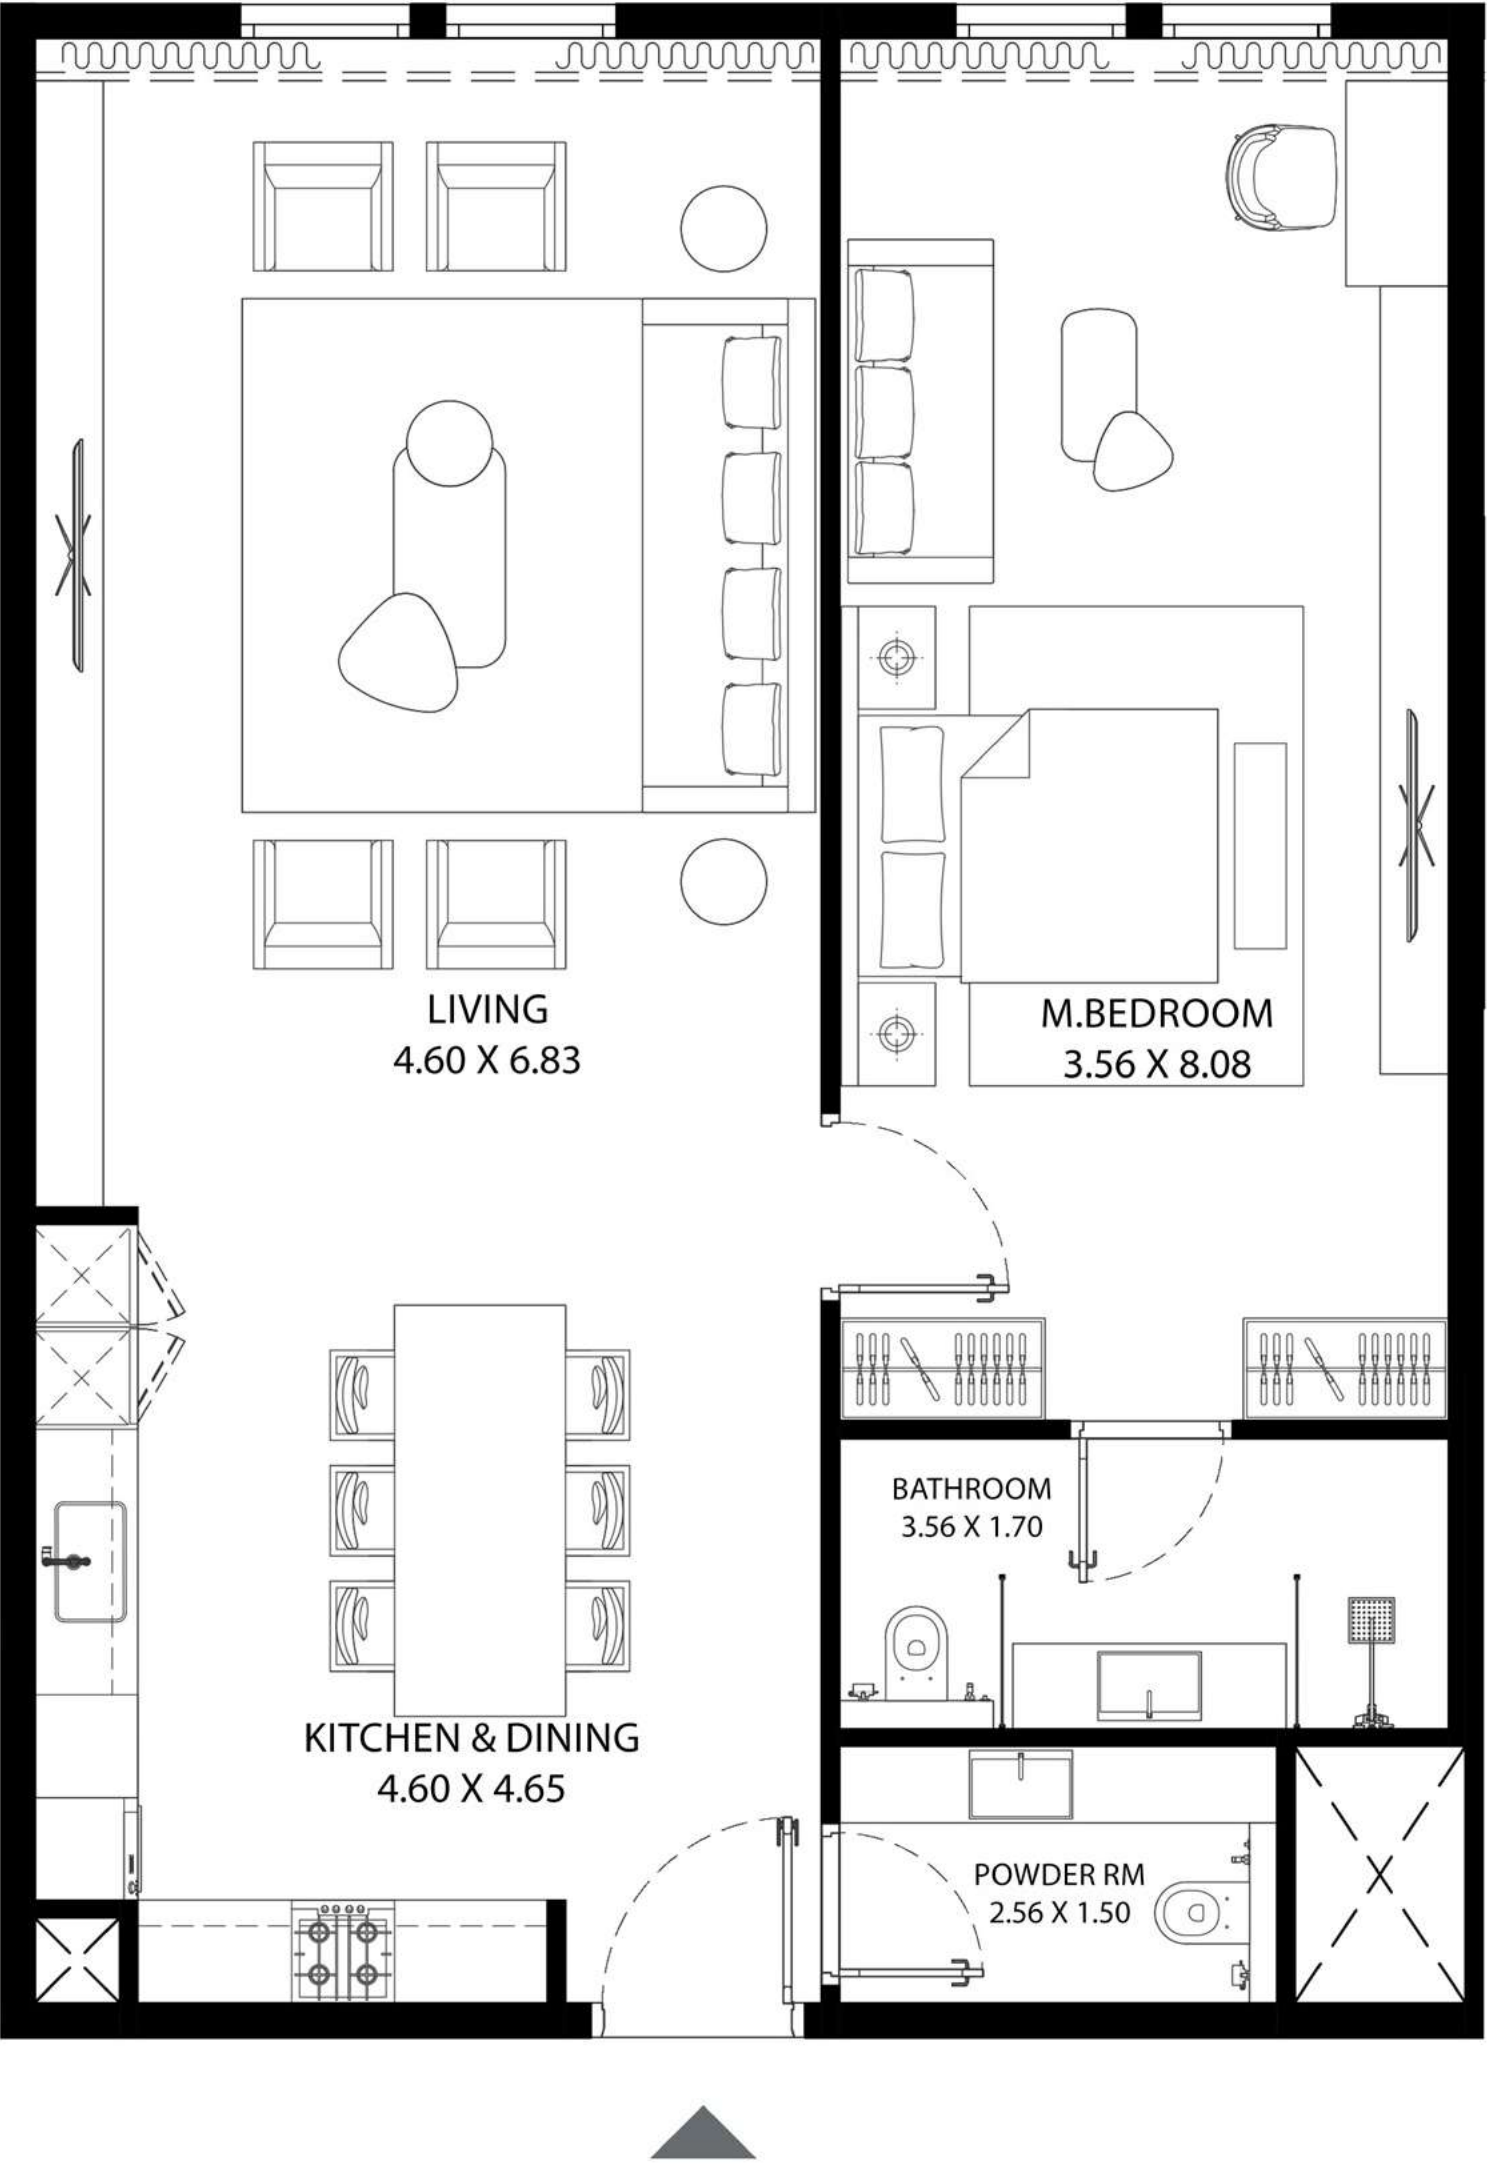 LIVING
4.60 X 6.83
M.BEDROOM
3.56 X 8.08
BATHROOM
3.56 X 1.70
KITCHEN & DINING
4.60 X 4.65
POWDER RM
2.56 X 1.50